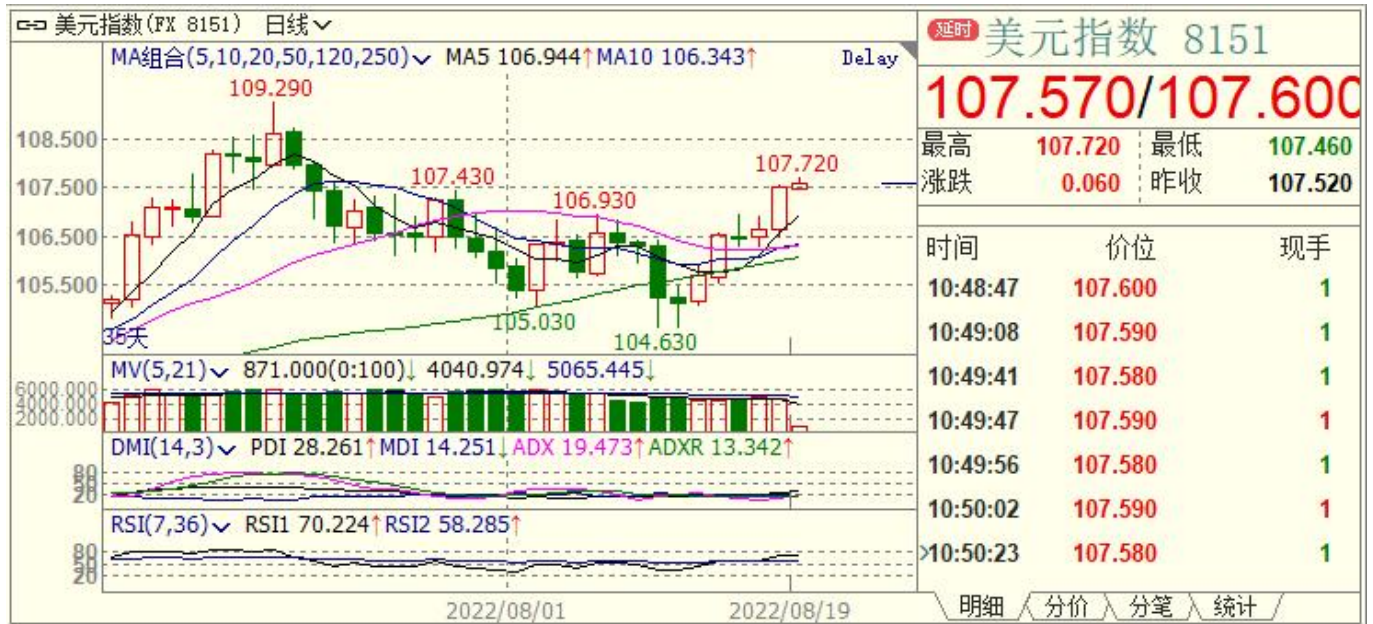 美元指数(FX 8151) 日线
MA组合(5,10,20,50,120,250) MA5 106.944↑MA10 106.343↑ Delay
109.290
108.500
107.720
107.430
107.500
106.930
106.500
105.500
105.030
104.630
35天
MV(5,21) 871.000(0:100)↓ 4040.974↓ 5065.445↓
6000.000
4000.000
2000.000
DMI(14,3) PDI 28.261↑MDI 14.251↓ADX 19.473↑ADXR 13.342↑
80
50
20
RSI(7,36) RSI1 70.224↑RSI2 58.285↑
80
50
20
2022/08/01 2022/08/19
延时 美元指数 8151
107.570/107.600
最高 107.720 最低 107.460
涨跌 0.060 昨收 107.520
时间 价位 现手
10:48:47 107.600 1
10:49:08 107.590 1
10:49:41 107.580 1
10:49:47 107.590 1
10:49:56 107.580 1
10:50:02 107.590 1
10:50:23 107.580 1
明细 分价 分笔 统计